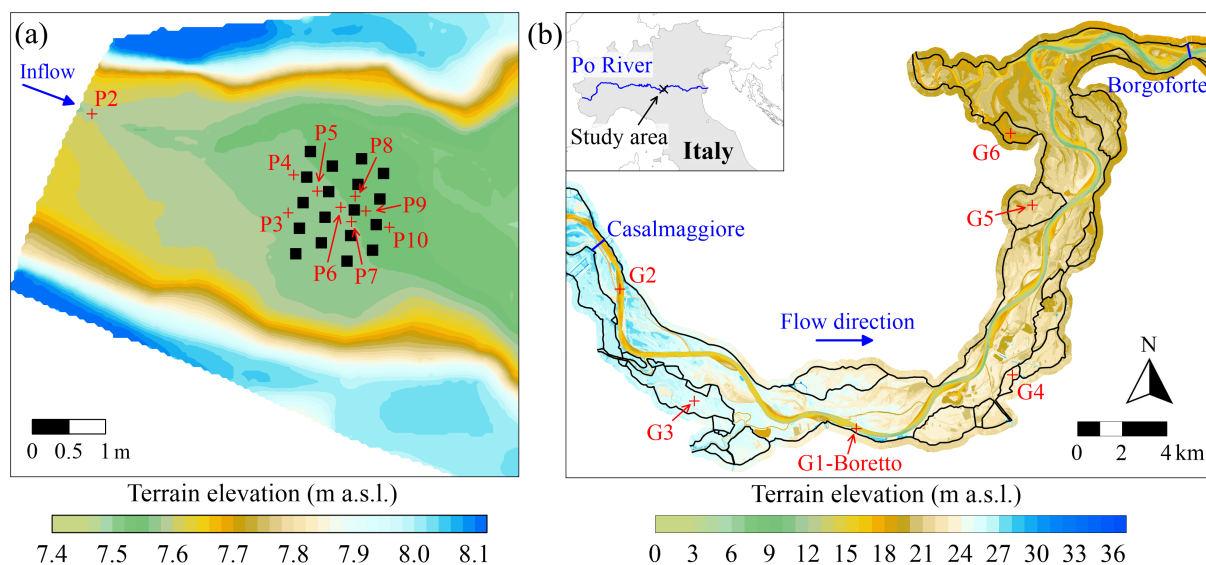 (a)
Inflow
P2
P5
P8
P4
P3
P9
P10
P6
P7
0 0.5 1 m
Terrain elevation (m a.s.l.)
7.4 7.5 7.6 7.7 7.8 7.9 8.0 8.1
(b)
Po River
Study area
Italy
Borgoforte
G6
G5
Casalmaggiore
G2
Flow direction
N
G4
G3
G1-Boretto
0 2 4 km
Terrain elevation (m a.s.l.)
0 3 6 9 12 15 18 21 24 27 30 33 36